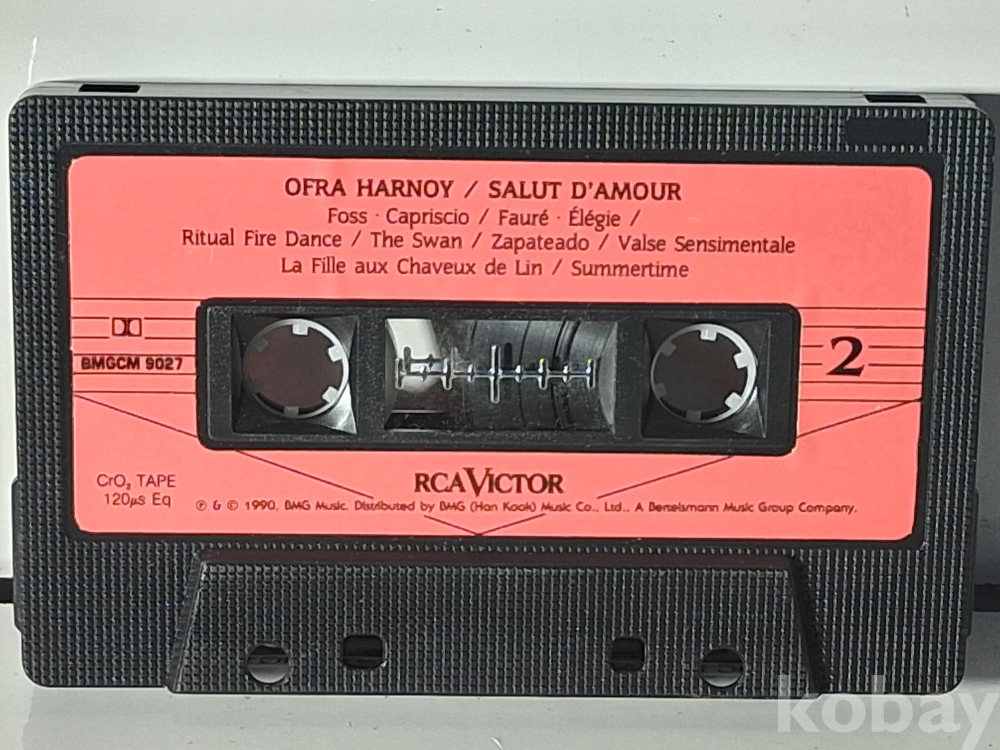 OFRA HARNOY / SALUT D'AMOUR
Foss · Capriscio / Fauré · Élégie /
Ritual Fire Dance / The Swan / Zapateado / Valse Sensimentale
La Fille aux Chaveux de Lin / Summertime
BMGCM 9027
2
CrO₂ TAPE
120µs Eq
RCA VICTOR
℗ & © 1990, BMG Music. Distributed by BMG (Han Kook) Music Co., Ltd., A Bertelsmann Music Group Company.
kobay